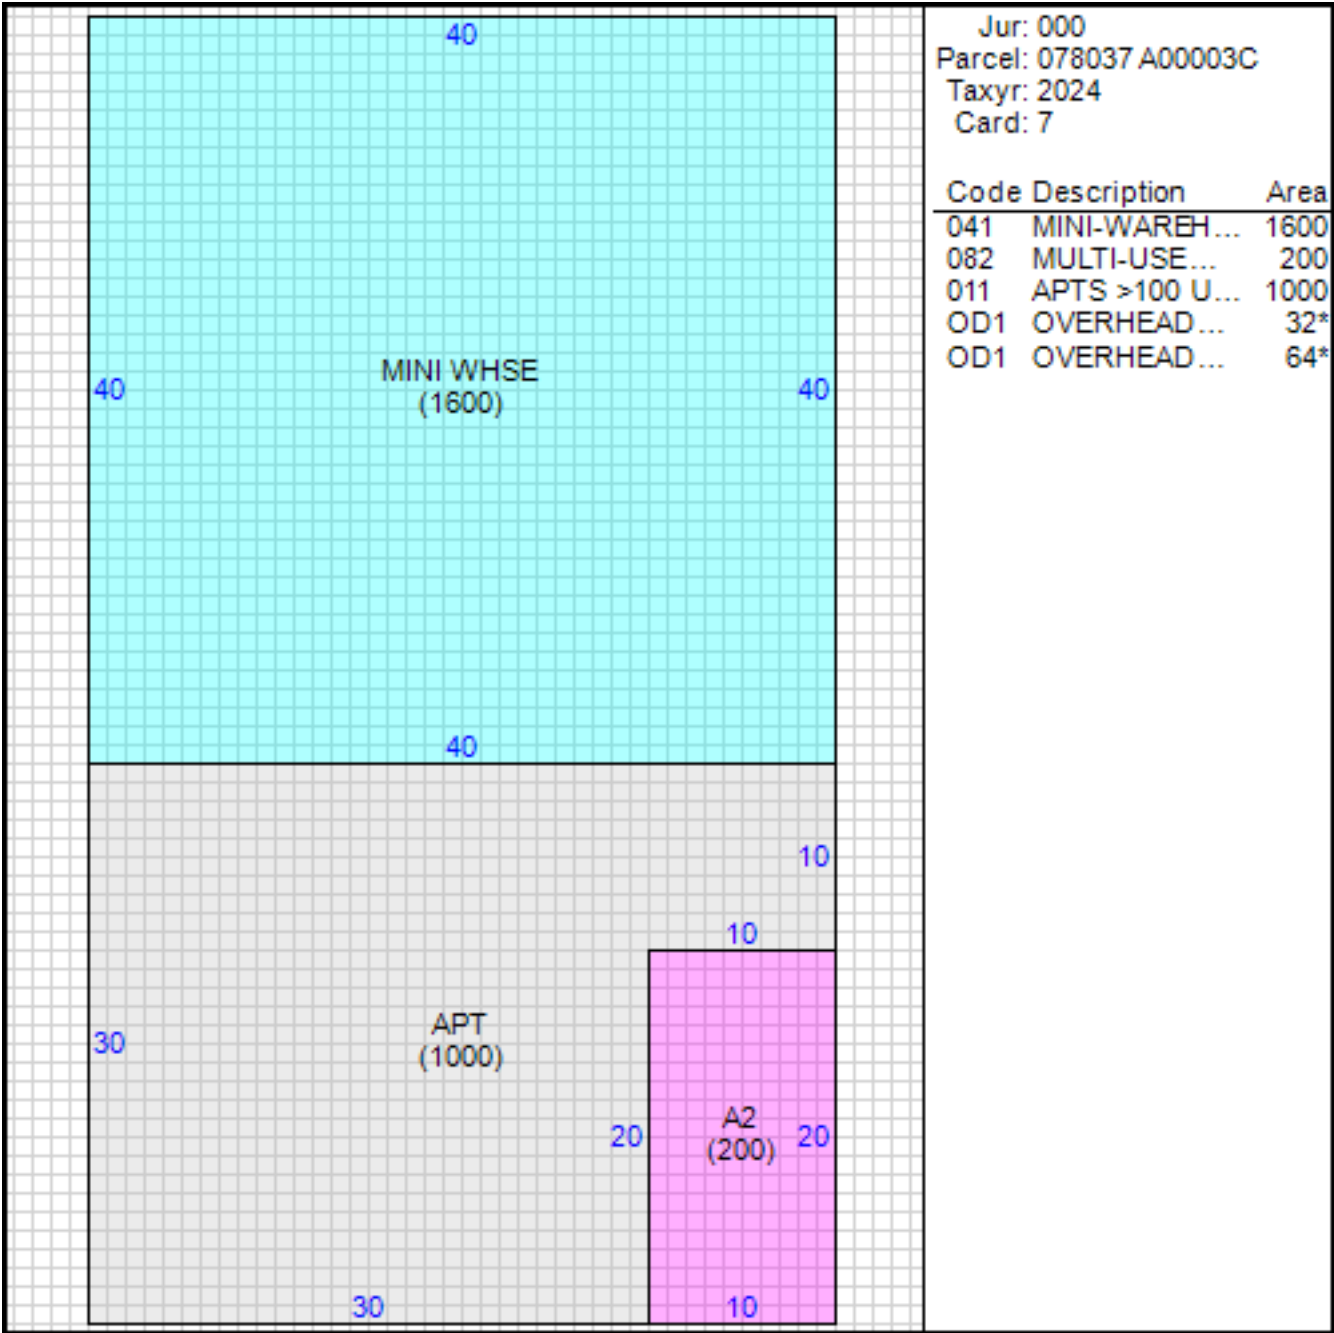 40
40
MINI WHSE
(1600)
40
40
10
10
30
APT
(1000)
20
A2
(200)
20
30
10
Jur: 000
Parcel: 078037 A00003C
Taxyr: 2024
Card: 7
Code Description Area
041 MINI-WAREH... 1600
082 MULTI-USE... 200
011 APTS >100 U... 1000
OD1 OVERHEAD... 32*
OD1 OVERHEAD... 64*